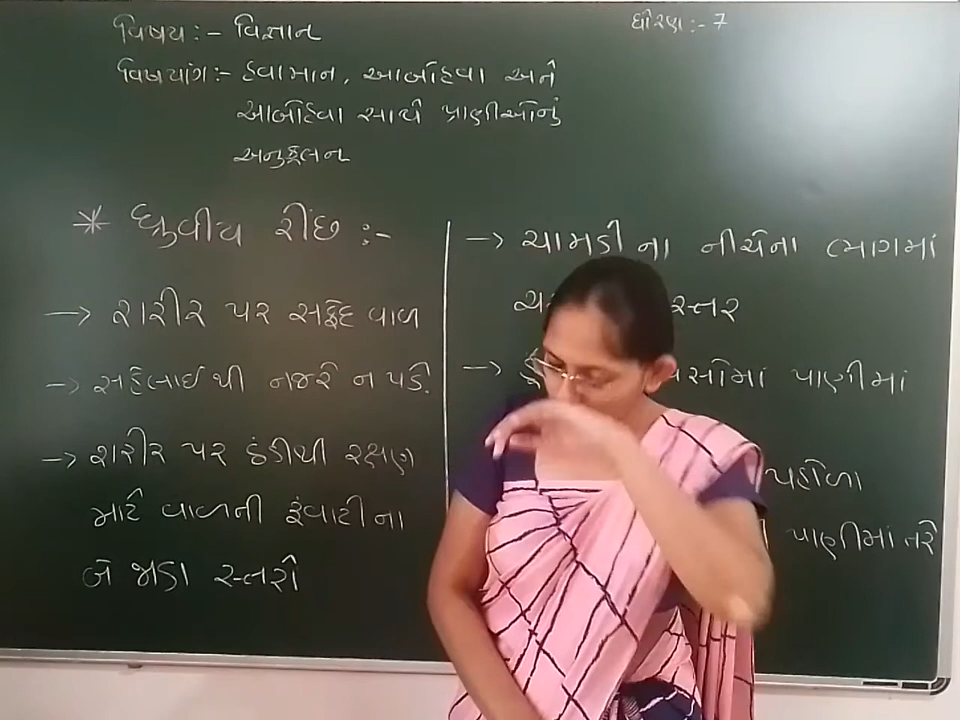 વિષય :- વિજ્ઞાન
ધોરણ :- 7
વિષયાંગ :- હવામાન, આબોહવા અને
આબોહવા સાથે પ્રાણીઓનું
અનુકૂલન
* ધ્રુવીય રીંછ :-
→ શરીર પર સફેદ વાળ
→ સહેલાઈથી નજરે ન પડે.
→ શરીર પર ઠંડીથી રક્ષણ
માટે વાળની રૂંવાટીના
બે જાડા સ્તરો
→ ચામડીના નીચેના ભાગમાં
સ્તર
→ પાણીમાં
પહોળા
પાણીમાં તરે